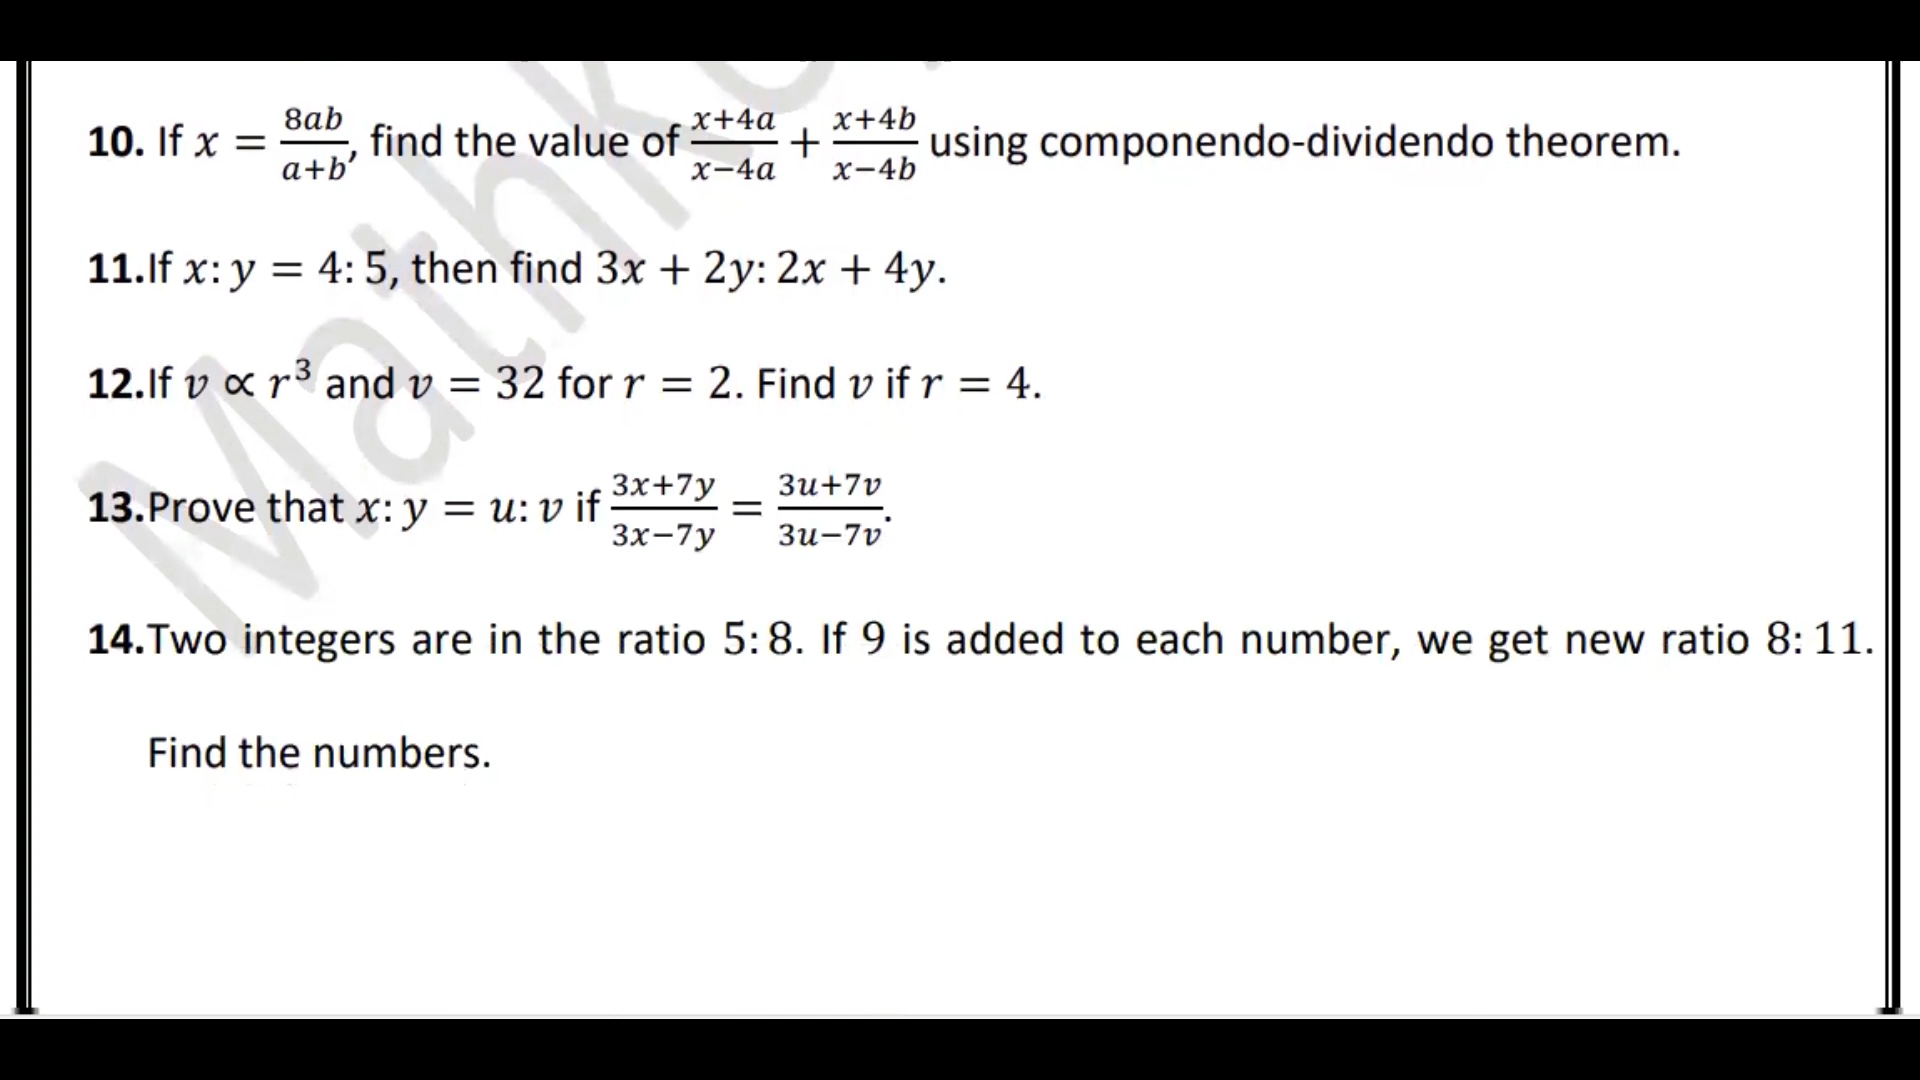 10. If x = 8ab/a+b, find the value of x+4a/x−4a + x+4b/x−4b using componendo-dividendo theorem.
11.If x: y = 4: 5, then find 3x + 2y: 2x + 4y.
12.If v ∝ r³ and v = 32 for r = 2. Find v if r = 4.
13.Prove that x: y = u: v if 3x+7y/3x−7y = 3u+7v/3u−7v.
14.Two integers are in the ratio 5: 8. If 9 is added to each number, we get new ratio 8: 11.
Find the numbers.